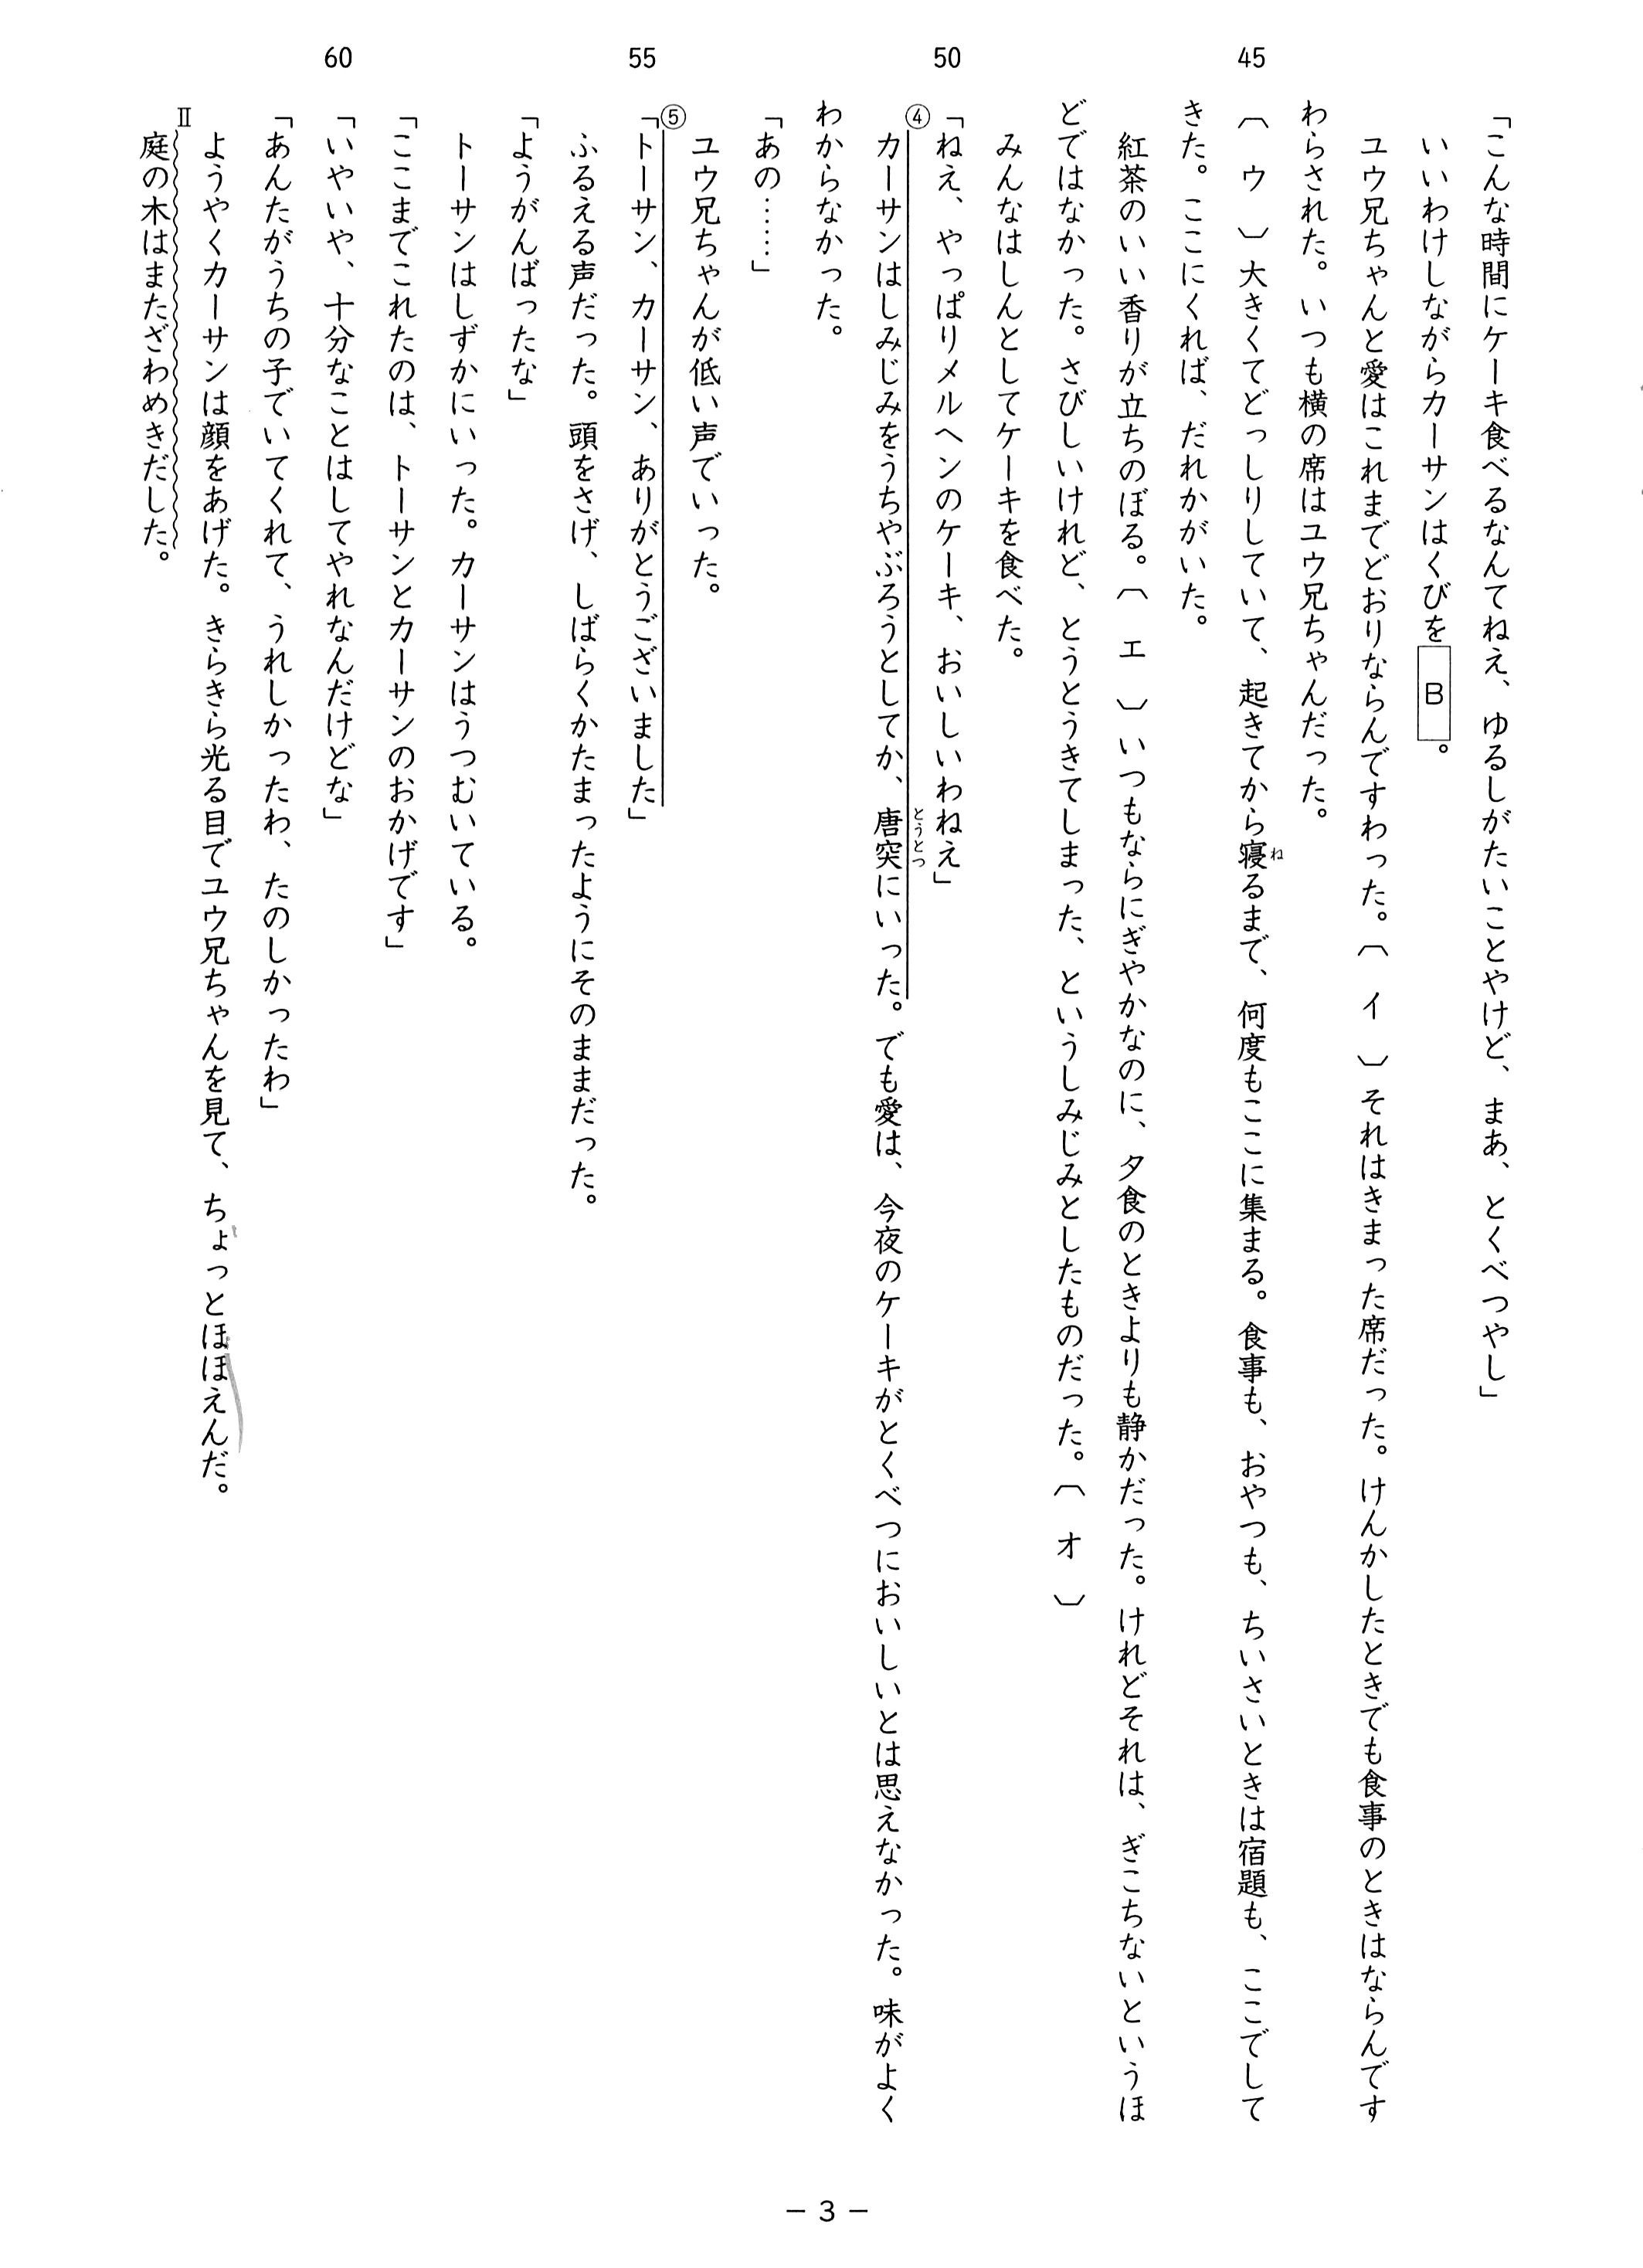 「こんな時間にケーキ食べるなんてねえ、ゆるしがたいことやけど、まあ、とくべつやし」
いいわけしながらカーサンはくびを B 。
ユウ兄ちゃんと愛はこれまでどおりならんですわった。〔 イ 〕それはきまった席だった。けんかしたときでも食事のときはならんです
わらされた。いつも横の席はユウ兄ちゃんだった。
45 〔 ウ 〕大きくてどっしりしていて、起きてから寝るまで、何度もここに集まる。食事も、おやつも、ちいさいときは宿題も、ここでして
ね
きた。ここにくれば、だれかがいた。
紅茶のいい香りが立ちのぼる。〔 エ 〕いつもならにぎやかなのに、夕食のときよりも静かだった。けれどそれは、ぎこちないというほ
どではなかった。さびしいけれど、とうとうきてしまった、というしみじみとしたものだった。〔 オ 〕
みんなはしんとしてケーキを食べた。
50 「ねえ、やっぱりメルヘンのケーキ、おいしいわねえ」
④ カーサンはしみじみをうちやぶろうとしてか、唐突にいった。でも愛は、今夜のケーキがとくべつにおいしいとは思えなかった。味がよく
とうとつ
わからなかった。
「あの……」
ユウ兄ちゃんが低い声でいった。
55 ⑤ 「トーサン、カーサン、ありがとうございました」
ふるえる声だった。頭をさげ、しばらくかたまったようにそのままだった。
「ようがんばったな」
トーサンはしずかにいった。カーサンはうつむいている。
「ここまでこれたのは、トーサンとカーサンのおかげです」
60 「いやいや、十分なことはしてやれなんだけどな」
「あんたがうちの子でいてくれて、うれしかったわ、たのしかったわ」
ようやくカーサンは顔をあげた。きらきら光る目でユウ兄ちゃんを見て、ちょっとほほえんだ。
Ⅱ 庭の木はまたざわめきだした。
－3－